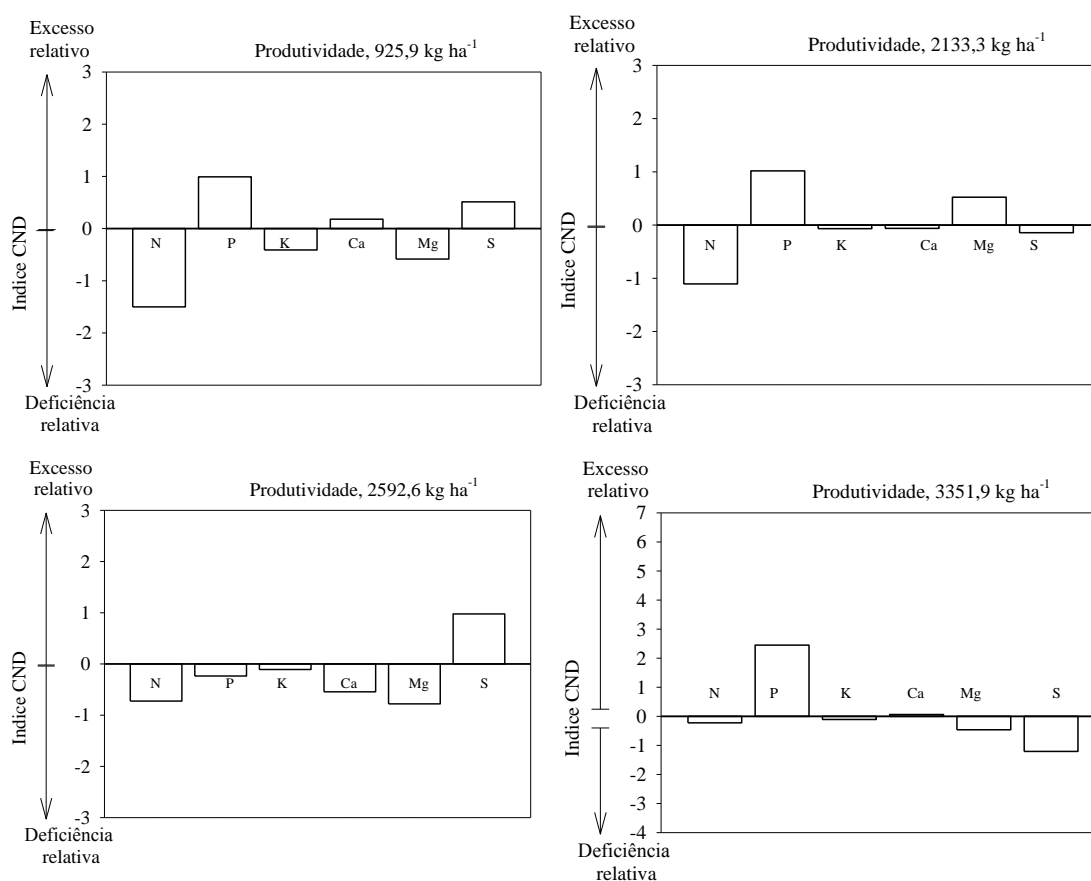 Excesso
relativo
Produtividade, 925,9 kg ha-1
3
2
1
0
-1
-2
-3
Indice CND
N P K Ca Mg S
Deficiência
relativa
Excesso
relativo
Produtividade, 2133,3 kg ha-1
3
2
1
0
-1
-2
-3
Indice CND
N P K Ca Mg S
Deficiência
relativa
Excesso
relativo
Produtividade, 2592,6 kg ha-1
3
2
1
0
-1
-2
-3
Indice CND
N P K Ca Mg S
Deficiência
relativa
Excesso
relativo
Produtividade, 3351,9 kg ha-1
7
6
5
4
3
2
1
0
-1
-2
-3
-4
Indice CND
N P K Ca Mg S
Deficiência
relativa